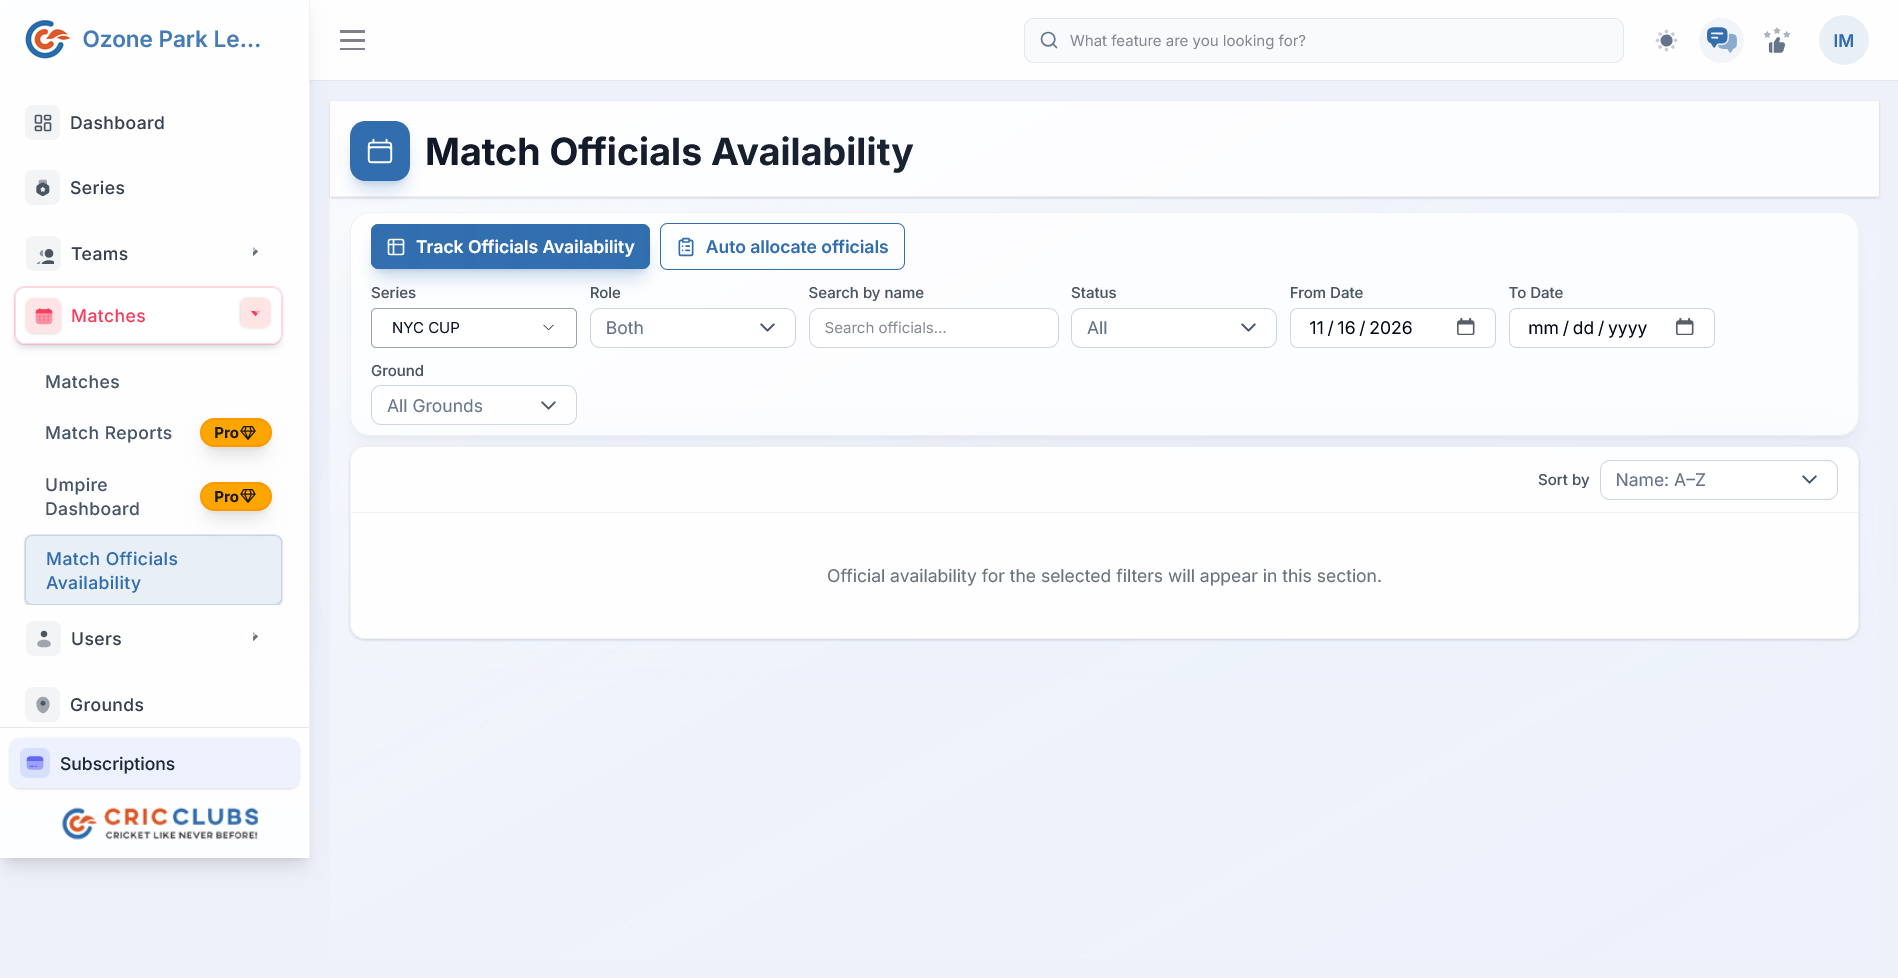 Ozone Park Le...
What feature are you looking for?
IM
Dashboard
Series
Teams
Matches
Matches
Match Reports
Pro
Umpire
Dashboard
Pro
Match Officials
Availability
Users
Grounds
Subscriptions
CRICCLUBS
CRICKET LIKE NEVER BEFORE!
Match Officials Availability
Track Officials Availability
Auto allocate officials
Series
Role
Search by name
Status
From Date
To Date
NYC CUP
Both
Search officials...
All
11/16/2026
mm/dd/yyyy
Ground
All Grounds
Sort by
Name: A–Z
Official availability for the selected filters will appear in this section.